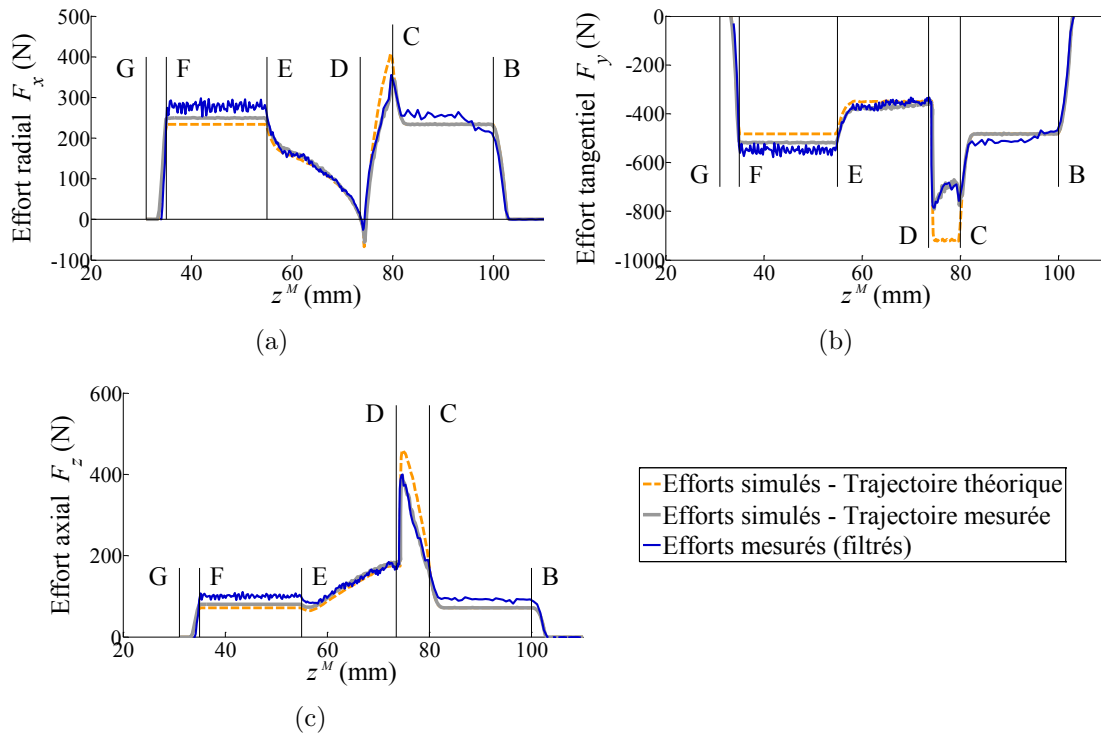 Effort radial F_x (N)
500
400
300
200
100
0
-100
G F E D C B
20 40 60 80 100
z^M (mm)
(a)
Effort tangentiel F_y (N)
0
-200
-400
-600
-800
-1000
G F E D C B
20 40 60 80 100
z^M (mm)
(b)
Effort axial F_z (N)
600
400
200
0
G F E D C B
20 40 60 80 100
z^M (mm)
(c)
Efforts simulés - Trajectoire théorique
Efforts simulés - Trajectoire mesurée
Efforts mesurés (filtrés)